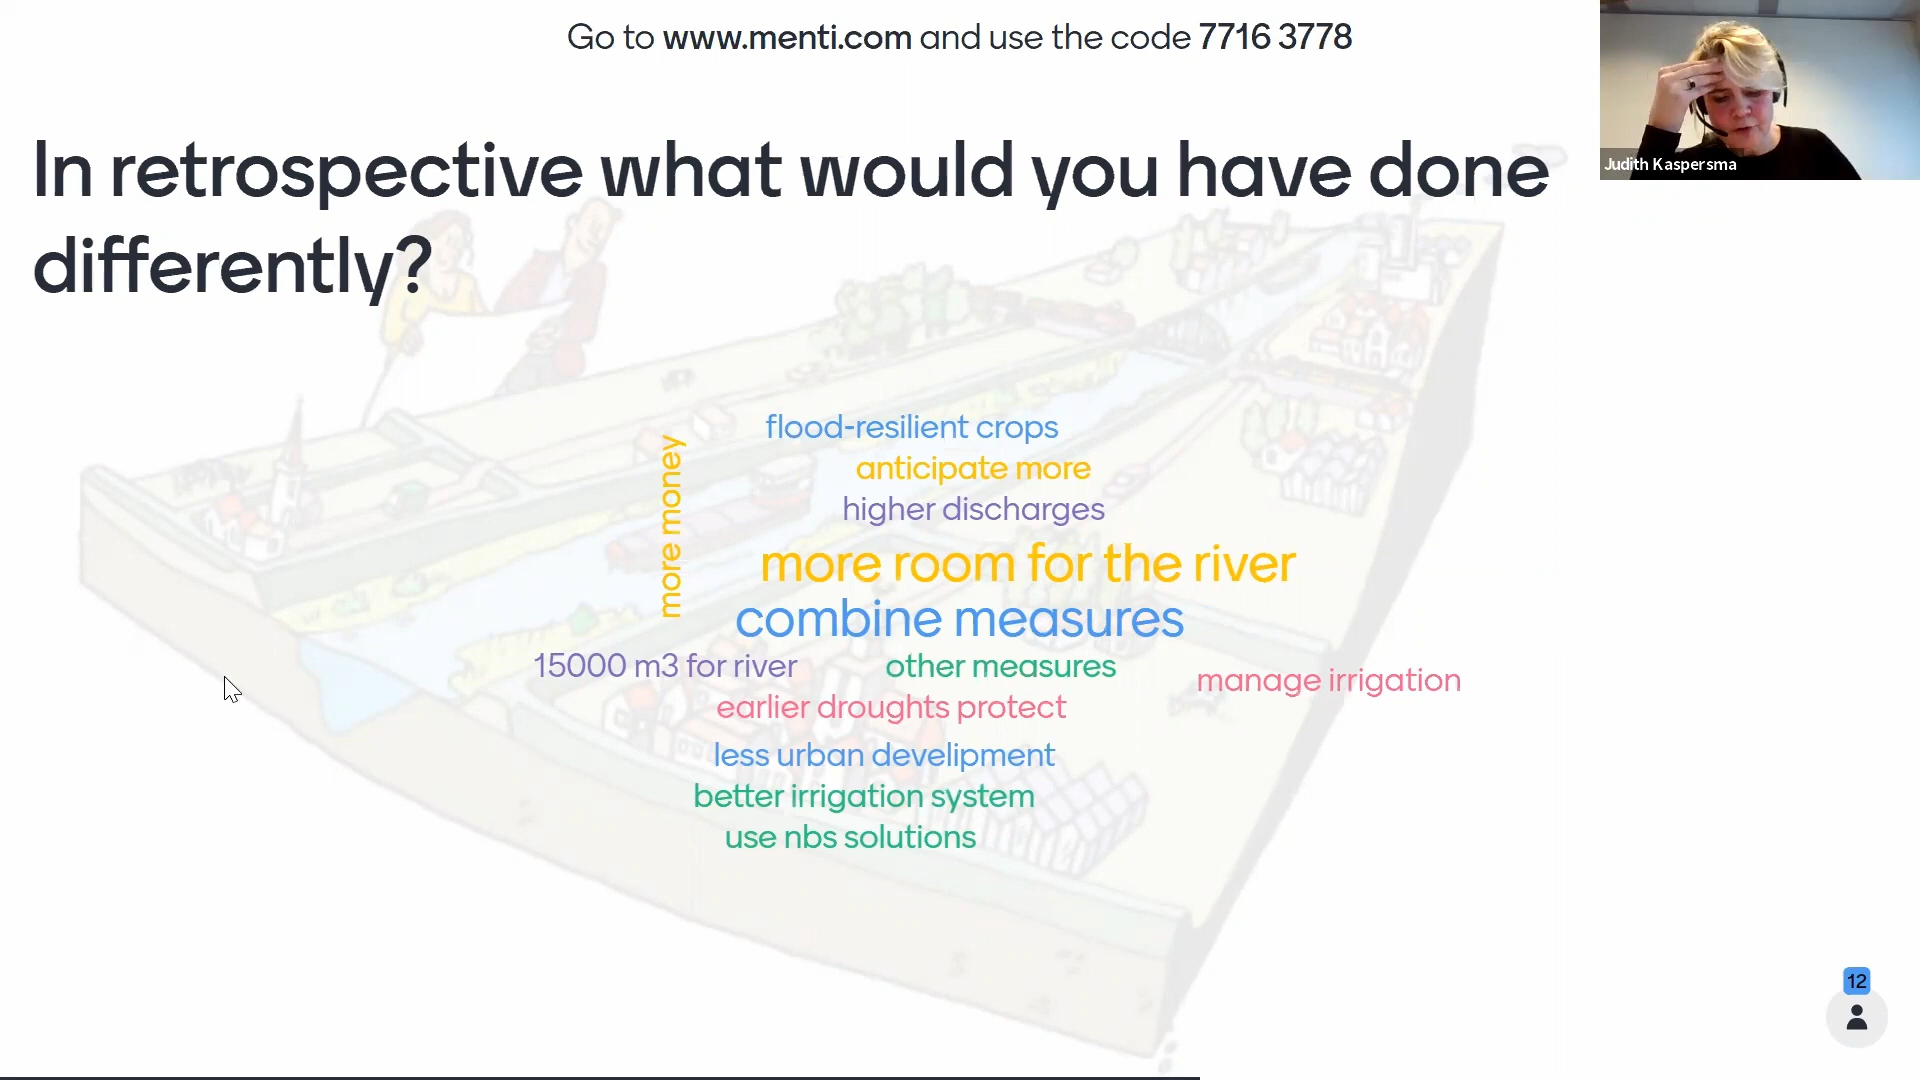 Go to www.menti.com and use the code 7716 3778
Judith Kaspersma
In retrospective what would you have done
differently?
flood-resilient crops
anticipate more
higher discharges
more money
more room for the river
combine measures
15000 m3 for river
other measures
manage irrigation
earlier droughts protect
less urban develipment
better irrigation system
use nbs solutions
12